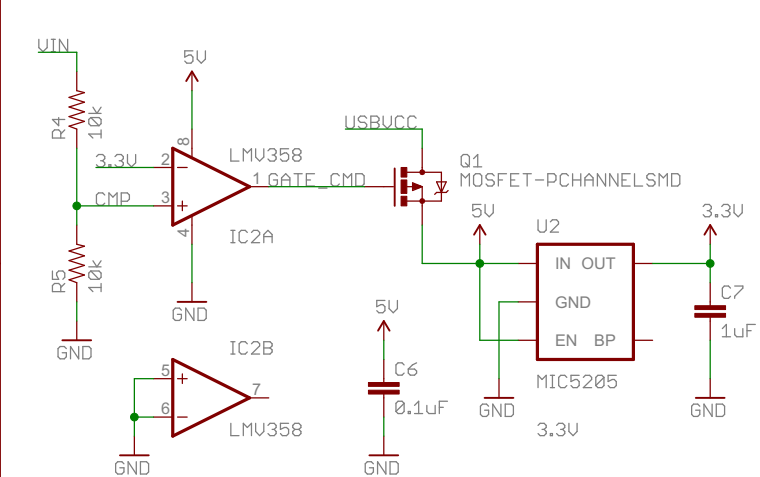 VIN
5V
R4
10k
8
LMV358
USBVCC
Q1
3.3V
2
1
GATE_CMD
MOSFET-PCHANNELSMD
CMP
3
4
IC2A
5V
U2
3.3V
R5
10k
IN OUT
GND
5V
GND
C7
GND
EN BP
1uF
IC2B
5
7
C6
MIC5205
6
0.1uF
GND
GND
LMV358
3.3V
GND
GND